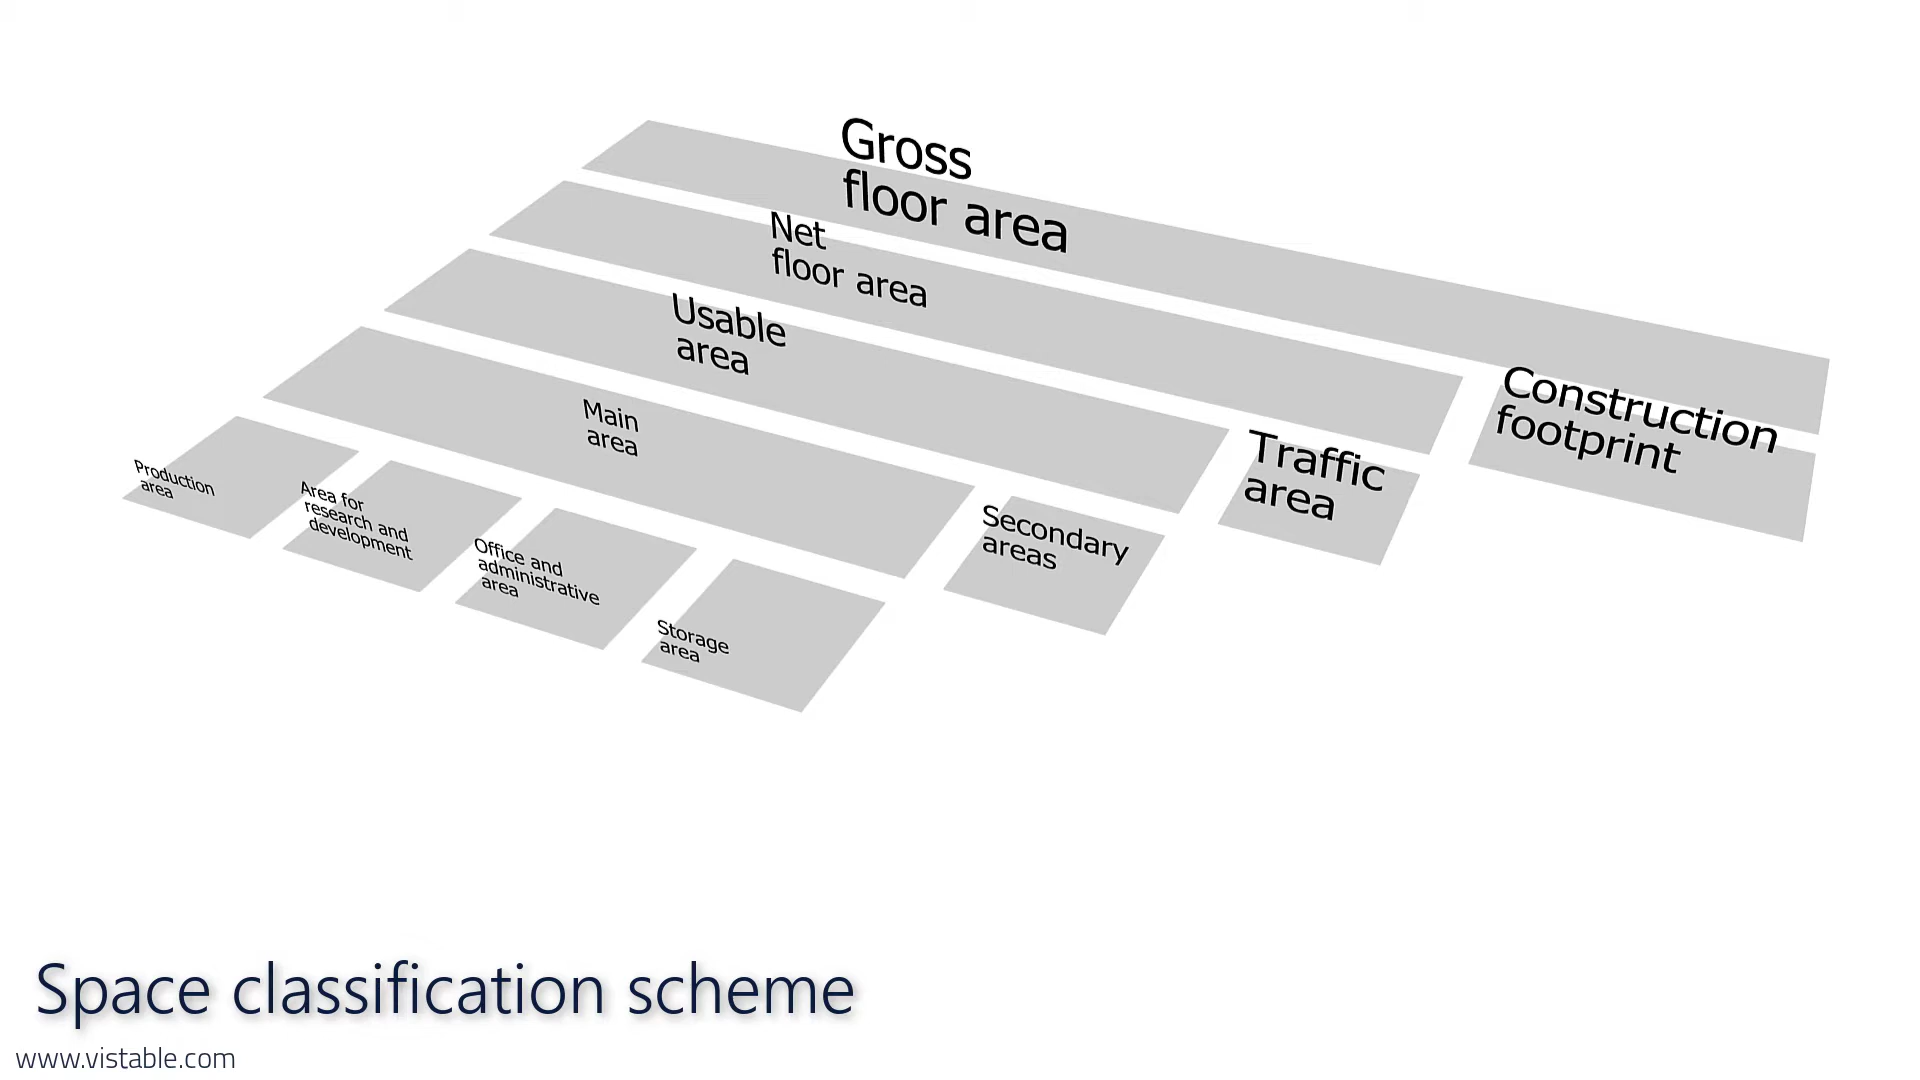 Gross
floor area
Net
floor area
Usable
area
Construction
footprint
Main
area
Traffic
area
Production
area
Area for
research and
development
Office and
administrative
area
Secondary
areas
Storage
area
Space classification scheme
www.vistable.com